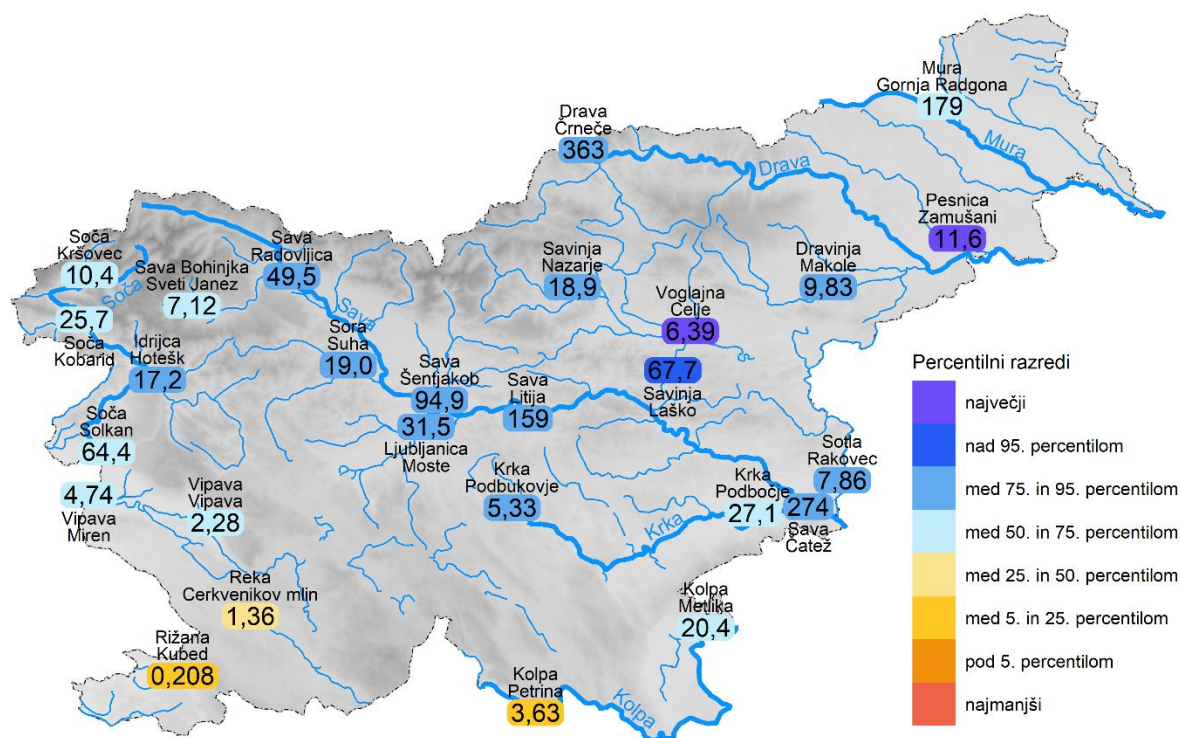 Mura
Gornja Radgona
179
Mura
Drava
Črneče
363
Drava
Pesnica
Zamušani
11,6
Soča
Kršovec
10,4
Soča
Sava Bohinjka
Sveti Janez
7,12
Sava
Radovljica
49,5
Sava
Savinja
Nazarje
18,9
Dravinja
Makole
9,83
Voglajna
Celje
6,39
25,7
Soča
Kobarid
Idrijca
Hotešk
17,2
Sora
Suha
19,0
Sava
Šentjakob
94,9
31,5
Ljubljanica
Moste
Sava
Litija
159
67,7
Savinja
Laško
Soča
Solkan
64,4
Sotla
Rakovec
7,86
Krka
Podbukovje
5,33
Krka
Krka
Podbočje
27,1
274
Sava
Čatež
4,74
Vipava
Miren
Vipava
Vipava
2,28
Reka
Cerkvenikov mlin
1,36
Rižana
Kubed
0,208
Kolpa
Petrina
3,63
Kolpa
Kolpa
Metlika
20,4
Percentilni razredi
največji
nad 95. percentilom
med 75. in 95. percentilom
med 50. in 75. percentilom
med 25. in 50. percentilom
med 5. in 25. percentilom
pod 5. percentilom
najmanjši